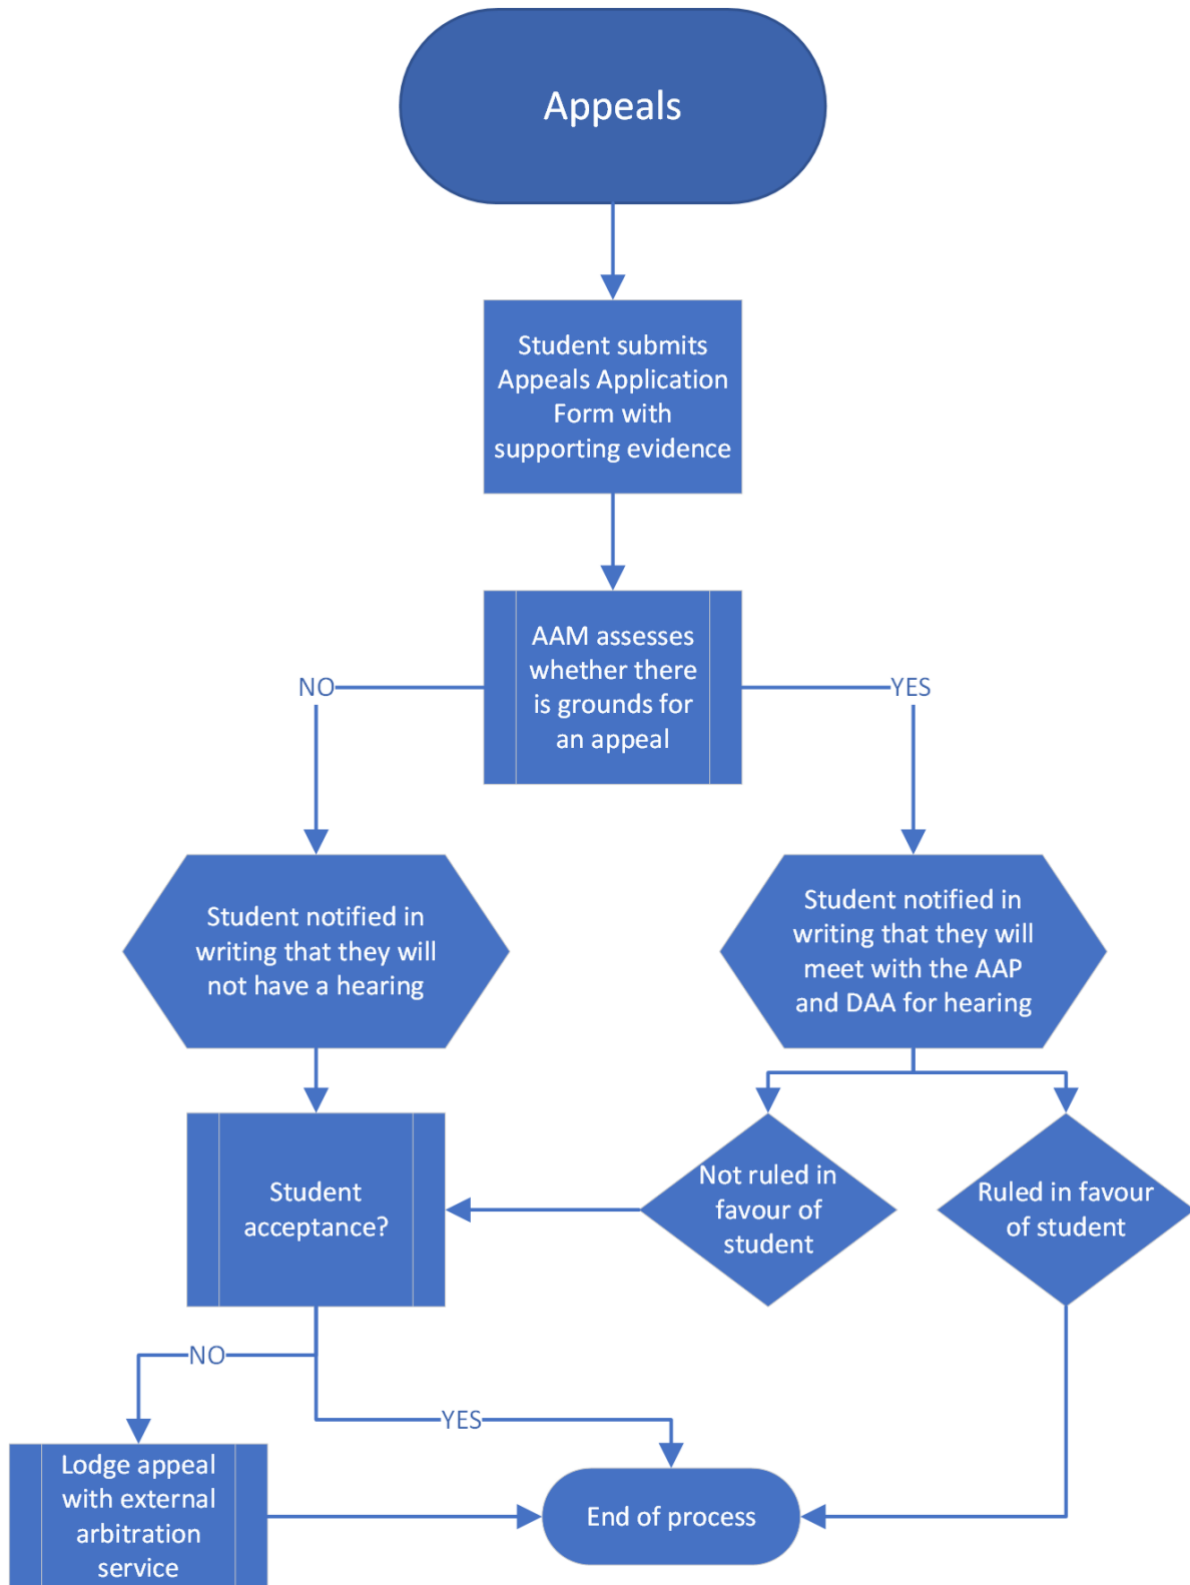 Appeals
Student submits
Appeals Application
Form with
supporting evidence
AAM assesses
whether there
is grounds for
an appeal
NO
YES
Student notified in
writing that they will
not have a hearing
Student notified in
writing that they will
meet with the AAP
and DAA for hearing
Student
acceptance?
Not ruled in
favour of
student
Ruled in favour
of student
NO
YES
Lodge appeal
with external
arbitration
service
End of process